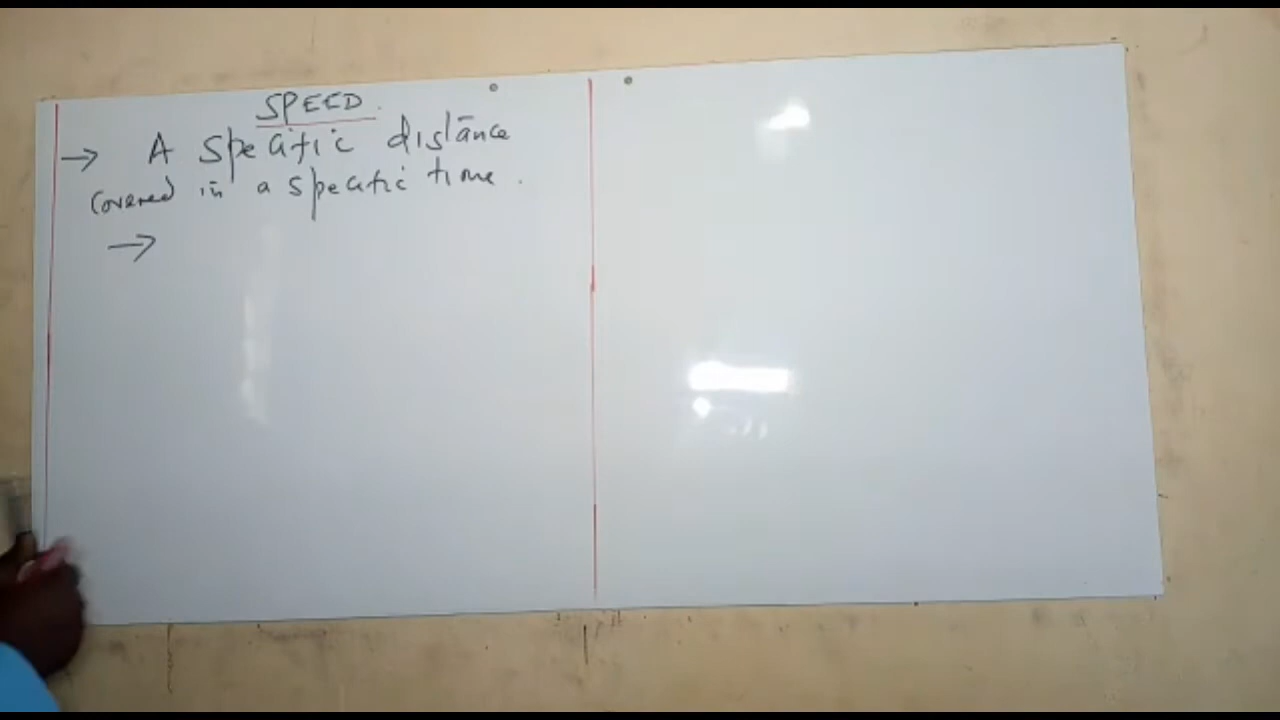 SPEED.
→ A specific distance
covered in a specific time.
→